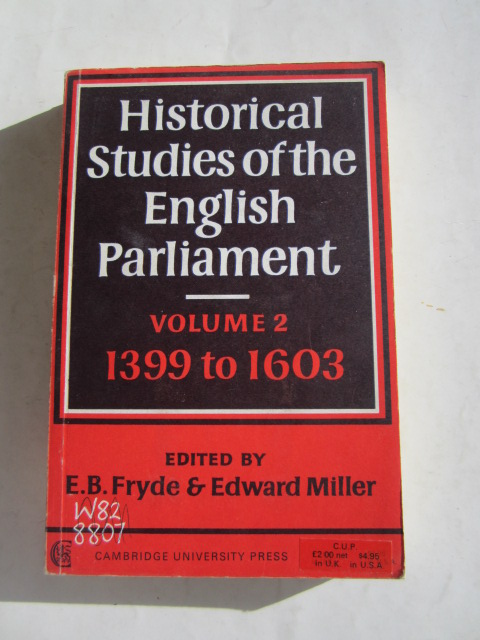 Historical
Studies of the
English
Parliament
VOLUME 2
1399 to 1603
EDITED BY
E.B. Fryde & Edward Miller
W82
8807
CAMBRIDGE UNIVERSITY PRESS
C.U.P
£2.00 net $4.95
in U.K. in U.S.A